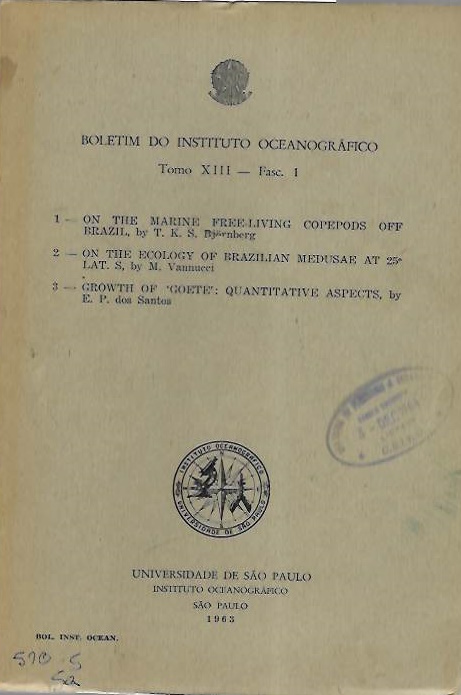 BOLETIM DO INSTITUTO OCEANOGRÁFICO
Tomo XIII — Fasc. 1
1 — ON THE MARINE FREE-LIVING COPEPODS OFF
BRAZIL, by T. K. S. Björnberg
2 — ON THE ECOLOGY OF BRAZILIAN MEDUSAE AT 25º
LAT. S, by M. Vannucci
3 — GROWTH OF 'GOETE': QUANTITATIVE ASPECTS, by
E. P. dos Santos
INSTITUTO OCEANOGRÁFICO
UNIVERSIDADE DE SÃO PAULO
UNIVERSIDADE DE SÃO PAULO
INSTITUTO OCEANOGRÁFICO
SÃO PAULO
1963
BOL. INST. OCEAN.